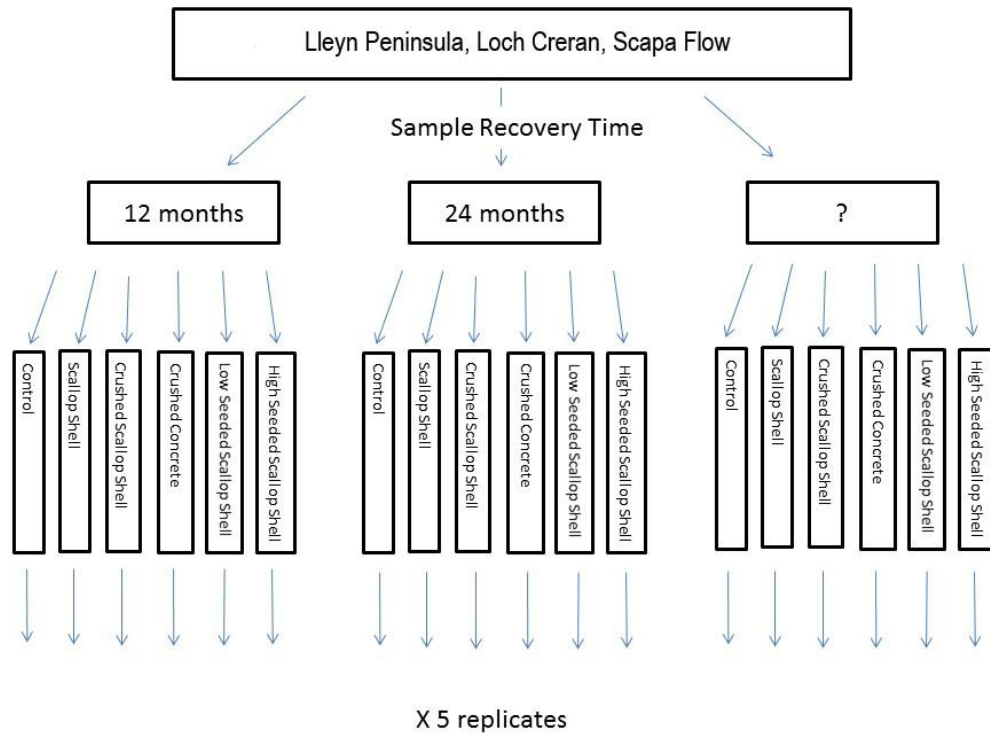 Lleyn Peninsula, Loch Creran, Scapa Flow
Sample Recovery Time
12 months
24 months
?
Control
Scallop Shell
Crushed Scallop Shell
Crushed Concrete
Low Seeded Scallop Shell
High Seeded Scallop Shell
Control
Scallop Shell
Crushed Scallop Shell
Crushed Concrete
Low Seeded Scallop Shell
High Seeded Scallop Shell
Control
Scallop Shell
Crushed Scallop Shell
Crushed Concrete
Low Seeded Scallop Shell
High Seeded Scallop Shell
X 5 replicates